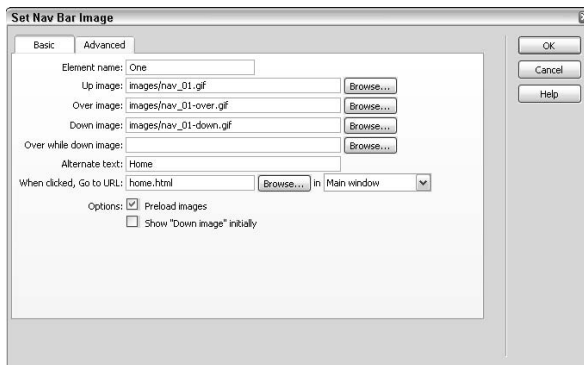 Set Nav Bar Image
Basic Advanced
Element name: One
Up image: images/nav_01.gif Browse...
Over image: images/nav_01-over.gif Browse...
Down image: images/nav_01-down.gif Browse...
Over while down image: Browse...
Alternate text: Home
When clicked, Go to URL: home.html Browse... in Main window
Options: Preload images
Show "Down image" initially
OK
Cancel
Help